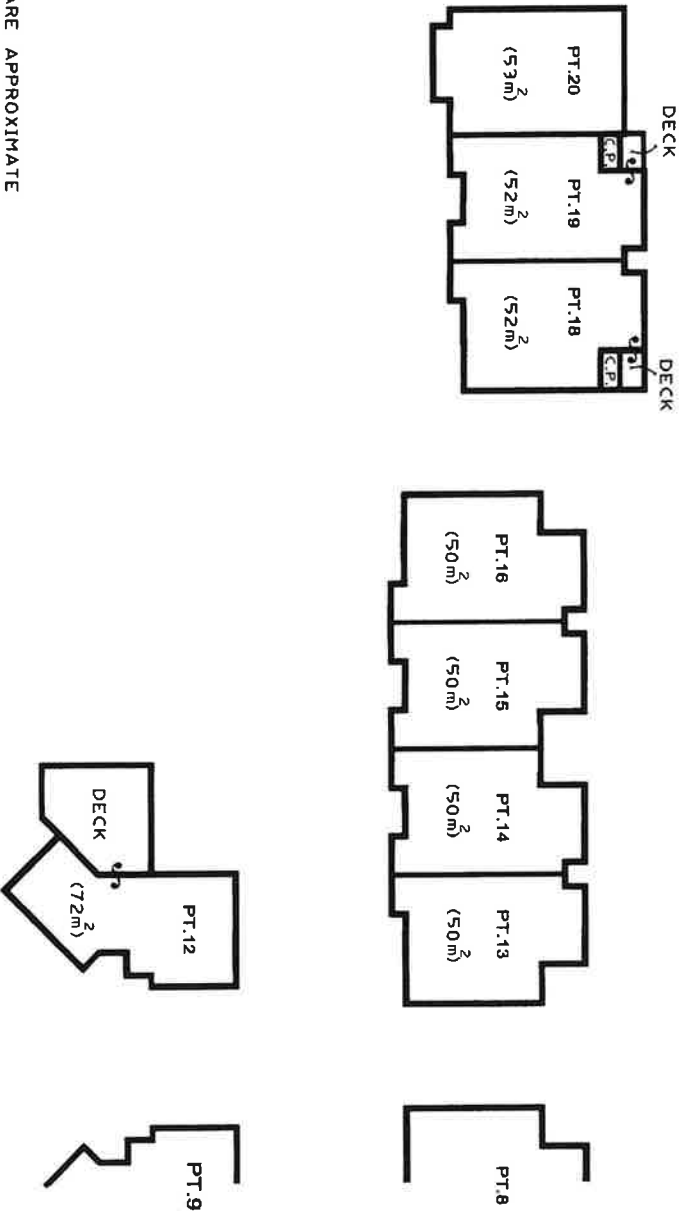 DECK
DECK
C.P.
C.P.
PT.20
PT.19
PT.18
(59m²)
(52m²)
(52m²)
PT.16
PT.15
PT.14
PT.13
PT.8
(50m²)
(50m²)
(50m²)
(50m²)
PT.12
PT.9
DECK
(72m²)
ARE APPROXIMATE